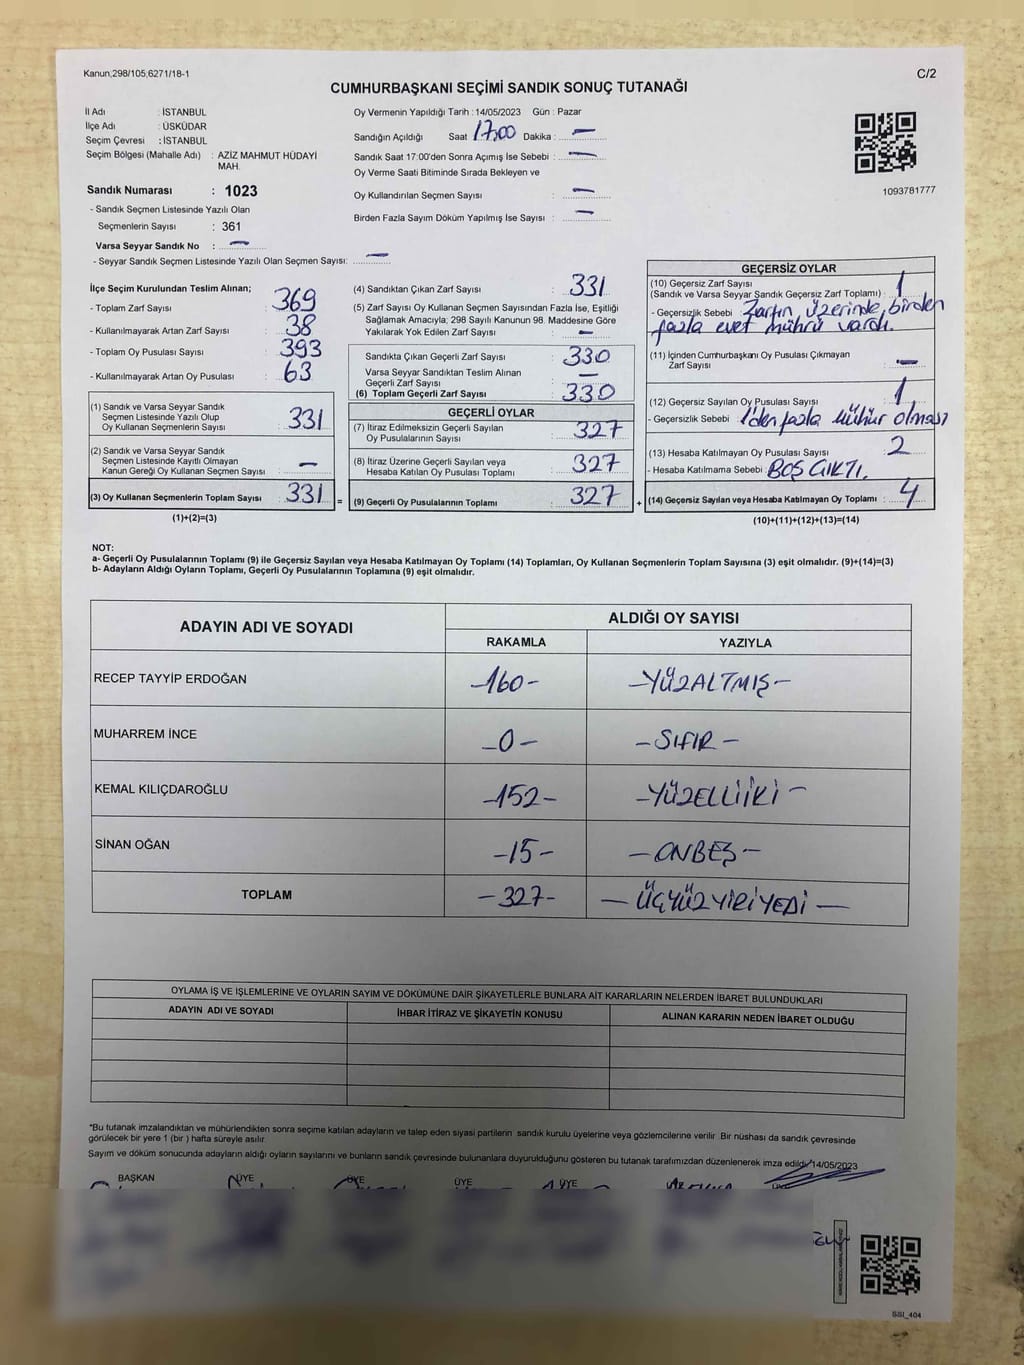 Kanun;298/105;6271/18-1
C/2
CUMHURBAŞKANI SEÇİMİ SANDIK SONUÇ TUTANAĞI
İl Adı : İSTANBUL
İlçe Adı : ÜSKÜDAR
Seçim Çevresi : İSTANBUL
Seçim Bölgesi (Mahalle Adı) : AZİZ MAHMUT HÜDAYİ
MAH.
Sandık Numarası : 1023
- Sandık Seçmen Listesinde Yazılı Olan
Seçmenlerin Sayısı : 361
Varsa Seyyar Sandık No : —
- Seyyar Sandık Seçmen Listesinde Yazılı Olan Seçmen Sayısı: —
Oy Vermenin Yapıldığı Tarih : 14/05/2023 Gün : Pazar
Sandığın Açıldığı Saat 17:00 Dakika : —
Sandık Saat 17:00'den Sonra Açımış İse Sebebi : —
Oy Verme Saati Bitiminde Sırada Bekleyen ve
Oy Kullandırılan Seçmen Sayısı : —
Birden Fazla Sayım Döküm Yapılmış İse Sayısı : —
1093781777
İlçe Seçim Kurulundan Teslim Alınan;
- Toplam Zarf Sayısı : 369
- Kullanılmayarak Artan Zarf Sayısı : 38
- Toplam Oy Pusulası Sayısı : 393
- Kullanılmayarak Artan Oy Pusulası : 63
(1) Sandık ve Varsa Seyyar Sandık
Seçmen Listesinde Yazılı Olup
Oy Kullanan Seçmenlerin Sayısı : 331
(2) Sandık ve Varsa Seyyar Sandık
Seçmen Listesinde Kayıtlı Olmayan
Kanun Gereği Oy Kullanan Seçmen Sayısı : —
(3) Oy Kullanan Seçmenlerin Toplam Sayısı : 331 =
(1)+(2)=(3)
(4) Sandıktan Çıkan Zarf Sayısı : 331
(5) Zarf Sayısı Oy Kullanan Seçmen Sayısından Fazla İse, Eşitliği
Sağlamak Amacıyla; 298 Sayılı Kanunun 98. Maddesine Göre
Yakılarak Yok Edilen Zarf Sayısı : —
Sandıkta Çıkan Geçerli Zarf Sayısı : 330
Varsa Seyyar Sandıktan Teslim Alınan
Geçerli Zarf Sayısı : —
(6) Toplam Geçerli Zarf Sayısı : 330
GEÇERLİ OYLAR
(7) İtiraz Edilmeksizin Geçerli Sayılan
Oy Pusulalarının Sayısı : 327
(8) İtiraz Üzerine Geçerli Sayılan veya
Hesaba Katılan Oy Pusulası Toplamı : 327
(9) Geçerli Oy Pusulalarının Toplamı : 327 +
GEÇERSİZ OYLAR
(10) Geçersiz Zarf Sayısı
(Sandık ve Varsa Seyyar Sandık Geçersiz Zarf Toplamı) : 1
- Geçersizlik Sebebi : Zarfın üzerinde, birden
fazla evet mührü vardı.
(11) İçinden Cumhurbaşkanı Oy Pusulası Çıkmayan
Zarf Sayısı : —
(12) Geçersiz Sayılan Oy Pusulası Sayısı : 1
- Geçersizlik Sebebi : 1'den fazla mühür olması
(13) Hesaba Katılmayan Oy Pusulası Sayısı : 2
- Hesaba Katılmama Sebebi : BOŞ ÇIKTI.
(14) Geçersiz Sayılan veya Hesaba Katılmayan Oy Toplamı : 4
(10)+(11)+(12)+(13)=(14)
NOT:
a- Geçerli Oy Pusulalarının Toplamı (9) ile Geçersiz Sayılan veya Hesaba Katılmayan Oy Toplamı (14) Toplamları, Oy Kullanan Seçmenlerin Toplam Sayısına (3) eşit olmalıdır. (9)+(14)=(3)
b- Adayların Aldığı Oyların Toplamı, Geçerli Oy Pusulalarının Toplamına (9) eşit olmalıdır.
ADAYIN ADI VE SOYADI
ALDIĞI OY SAYISI
RAKAMLA YAZIYLA
RECEP TAYYİP ERDOĞAN -160- -YÜZALTMIŞ-
MUHARREM İNCE -0- -SIFIR-
KEMAL KILIÇDAROĞLU -152- -YÜZELLİİKİ-
SİNAN OĞAN -15- -ONBEŞ-
TOPLAM -327- -ÜÇYÜZYİRİYEDİ-
OYLAMA İŞ VE İŞLEMLERİNE VE OYLARIN SAYIM VE DÖKÜMÜNE DAİR ŞİKAYETLERLE BUNLARA AİT KARARLARIN NELERDEN İBARET BULUNDUKLARI
ADAYIN ADI VE SOYADI İHBAR İTİRAZ VE ŞİKAYETİN KONUSU ALINAN KARARIN NEDEN İBARET OLDUĞU
*Bu tutanak imzalandıktan ve mühürlendikten sonra seçime katılan adayların ve talep eden siyasi partilerin sandık kurulu üyelerine veya gözlemcilerine verilir. Bir nüshası da sandık çevresinde
görülecek bir yere 1 (bir ) hafta süreyle asılır.
Sayım ve döküm sonucunda adayların aldığı oyların sayılarını ve bunların sandık çevresinde bulunanlara duyurulduğunu gösteren bu tutanak tarafımızdan düzenlenerek imza edildi. 14/05/2023
BAŞKAN ÜYE ÜYE ÜYE ÜYE
SSI_404